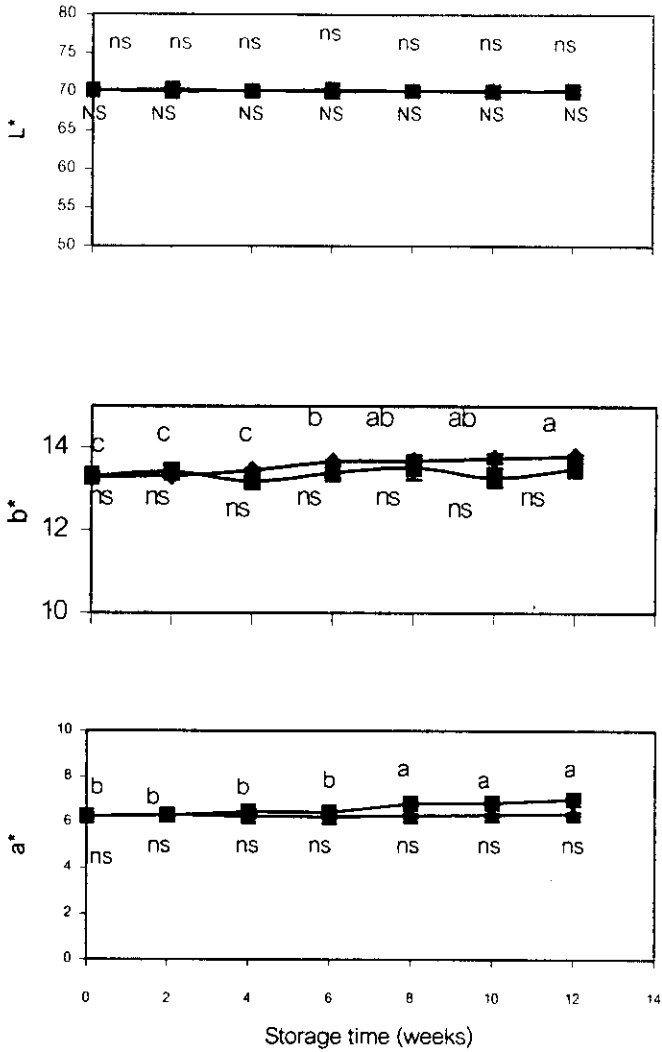 80
ns ns ns ns ns ns ns
75
70
NS NS NS NS NS NS NS
65
L*
60
55
50
c c c b ab ab a
14
ns ns ns ns ns ns ns
b*
12
10
10
8
b b b b a a a
6
ns ns ns ns ns ns ns
a*
4
2
0
0 2 4 6 8 10 12 14
Storage time (weeks)